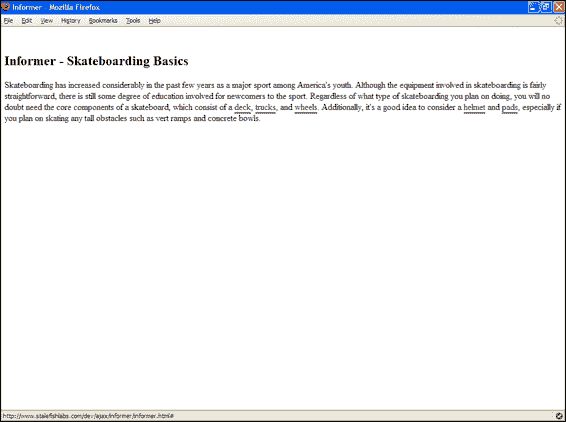 Informer - Mozilla Firefox
File Edit View History Bookmarks Tools Help
Informer - Skateboarding Basics
Skateboarding has increased considerably in the past few years as a major sport among America's youth. Although the equipment involved in skateboarding is fairly
straightforward, there is still some degree of education involved for newcomers to the sport. Regardless of what type of skateboarding you plan on doing, you will no
doubt need the core components of a skateboard, which consist of a deck, trucks, and wheels. Additionally, it's a good idea to consider a helmet and pads, especially if
you plan on skating any tall obstacles such as vert ramps and concrete bowls.
http://www.stalefishlabs.com/dev/ajax/informer/informer.html#